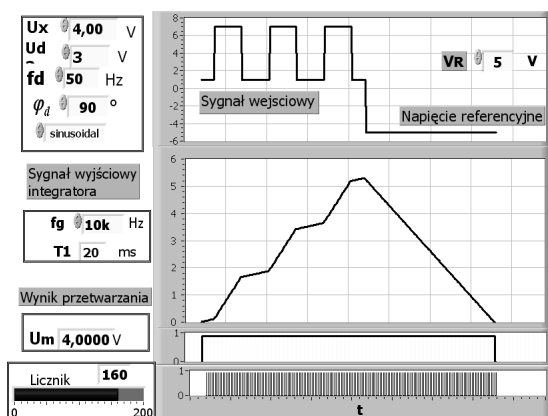 Ux 4,00 V
Ud 3 V
fd 50 Hz
φd 90 °
sinusoidal
Sygnał wyjściowy
integratora
fg 10k Hz
T1 20 ms
Wynik przetwarzania
Um 4,0000 V
Licznik 160
0 200
8
6
4
2
0
-2
-4
-6
VR 5 V
Sygnał wejsciowy
Napięcie referencyjne
6
5
4
3
2
1
0
1
0
1
0
t